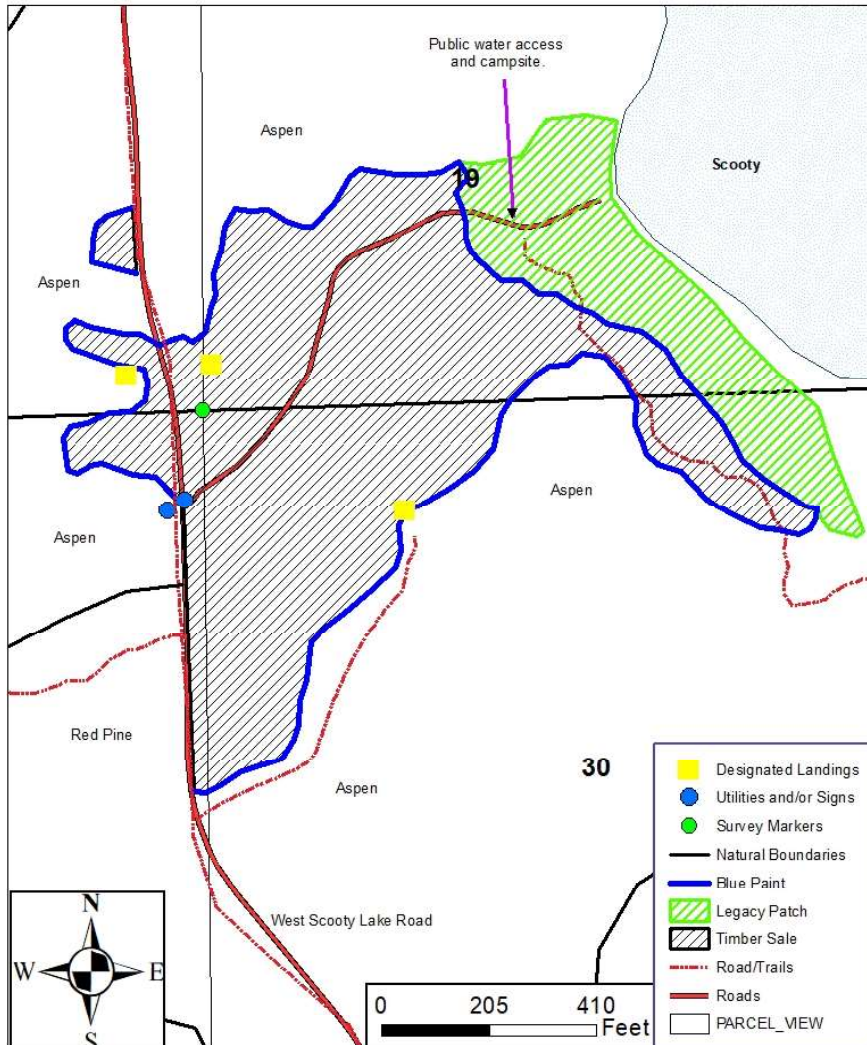 Public water access
and campsite.
Aspen
Scooty
19
Aspen
Aspen
Aspen
Red Pine
30
Aspen
West Scooty Lake Road
N
W E
S
0 205 410
Feet
Designated Landings
Utilities and/or Signs
Survey Markers
Natural Boundaries
Blue Paint
Legacy Patch
Timber Sale
Road/Trails
Roads
PARCEL_VIEW